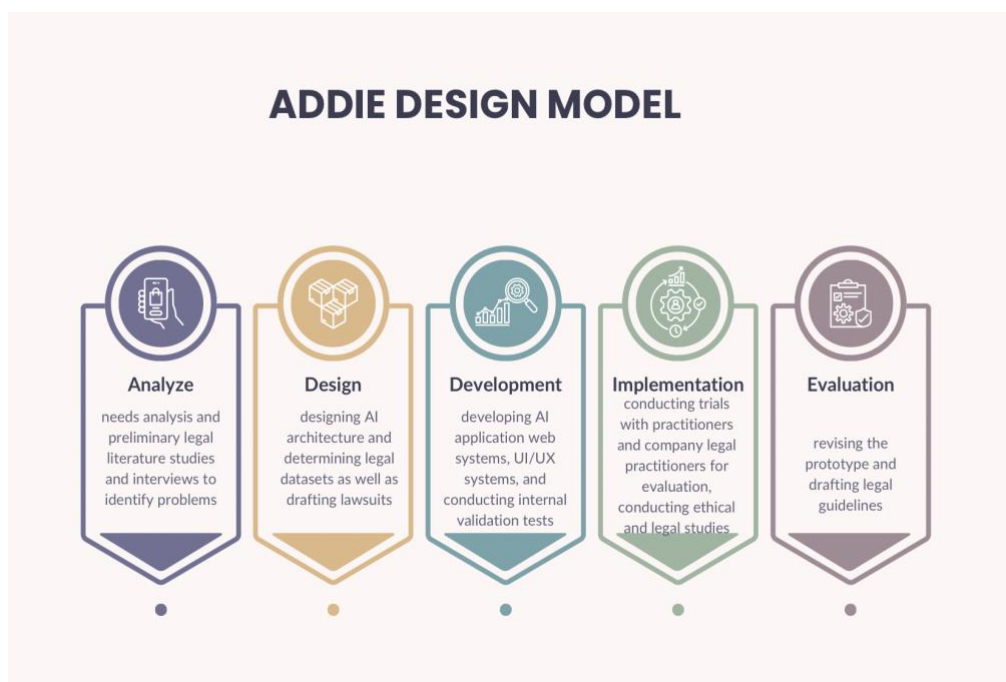 ADDIE DESIGN MODEL
Analyze
needs analysis and
preliminary legal
literature studies
and interviews to
identify problems
Design
designing AI
architecture and
determining legal
datasets as well as
drafting lawsuits
Development
developing AI
application web
systems, UI/UX
systems, and
conducting internal
validation tests
Implementation
conducting trials
with practitioners
and company legal
practitioners for
evaluation,
conducting ethical
and legal studies
Evaluation
revising the
prototype and
drafting legal
guidelines